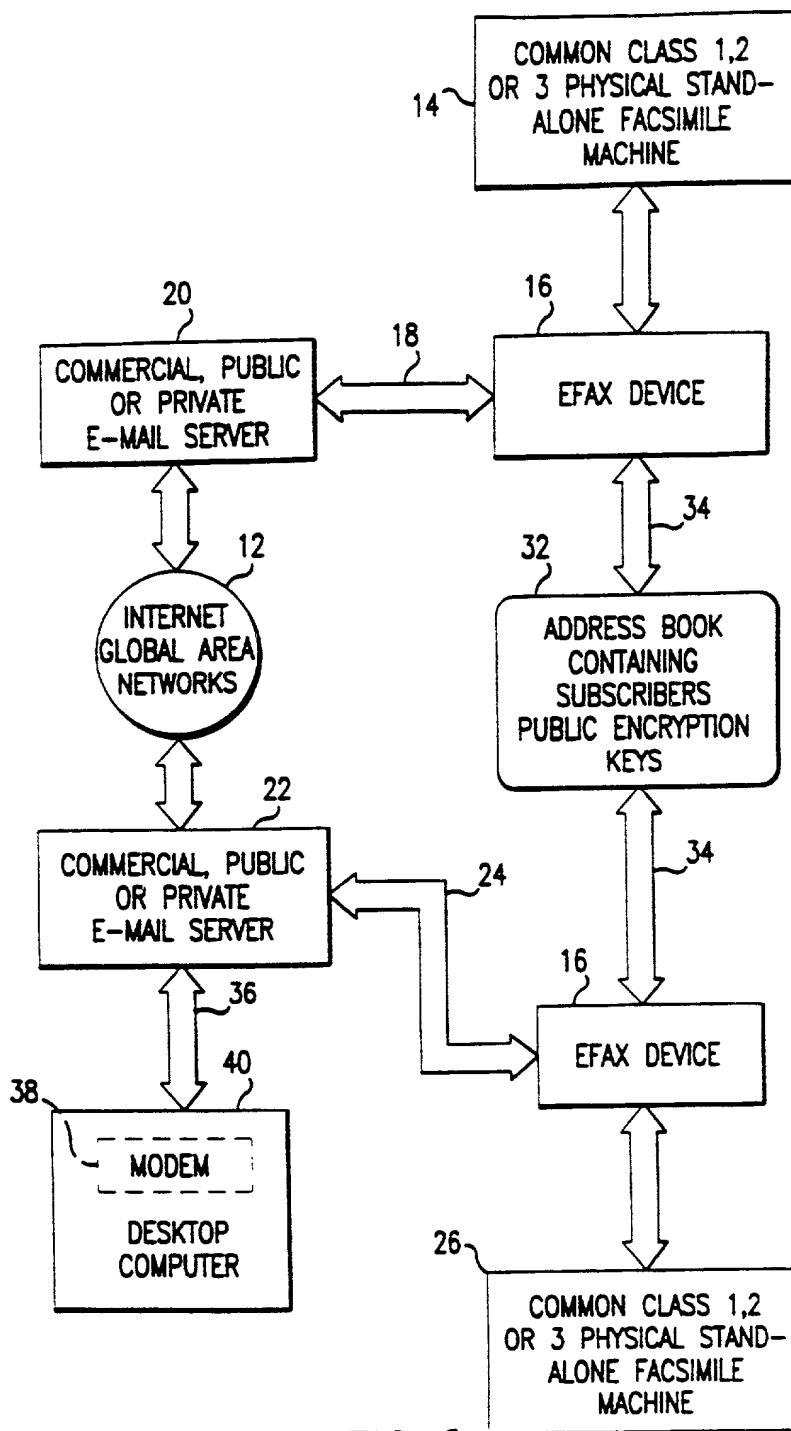 COMMON CLASS 1,2
OR 3 PHYSICAL STAND-
ALONE FACSIMILE
MACHINE
14
20
16
18
COMMERCIAL, PUBLIC
OR PRIVATE
E-MAIL SERVER
EFAX DEVICE
34
12
32
INTERNET
GLOBAL AREA
NETWORKS
ADDRESS BOOK
CONTAINING
SUBSCRIBERS
PUBLIC ENCRYPTION
KEYS
22
COMMERCIAL, PUBLIC
OR PRIVATE
E-MAIL SERVER
24
34
36
16
EFAX DEVICE
38
40
MODEM
DESKTOP
COMPUTER
26
COMMON CLASS 1,2
OR 3 PHYSICAL STAND-
ALONE FACSIMILE
MACHINE